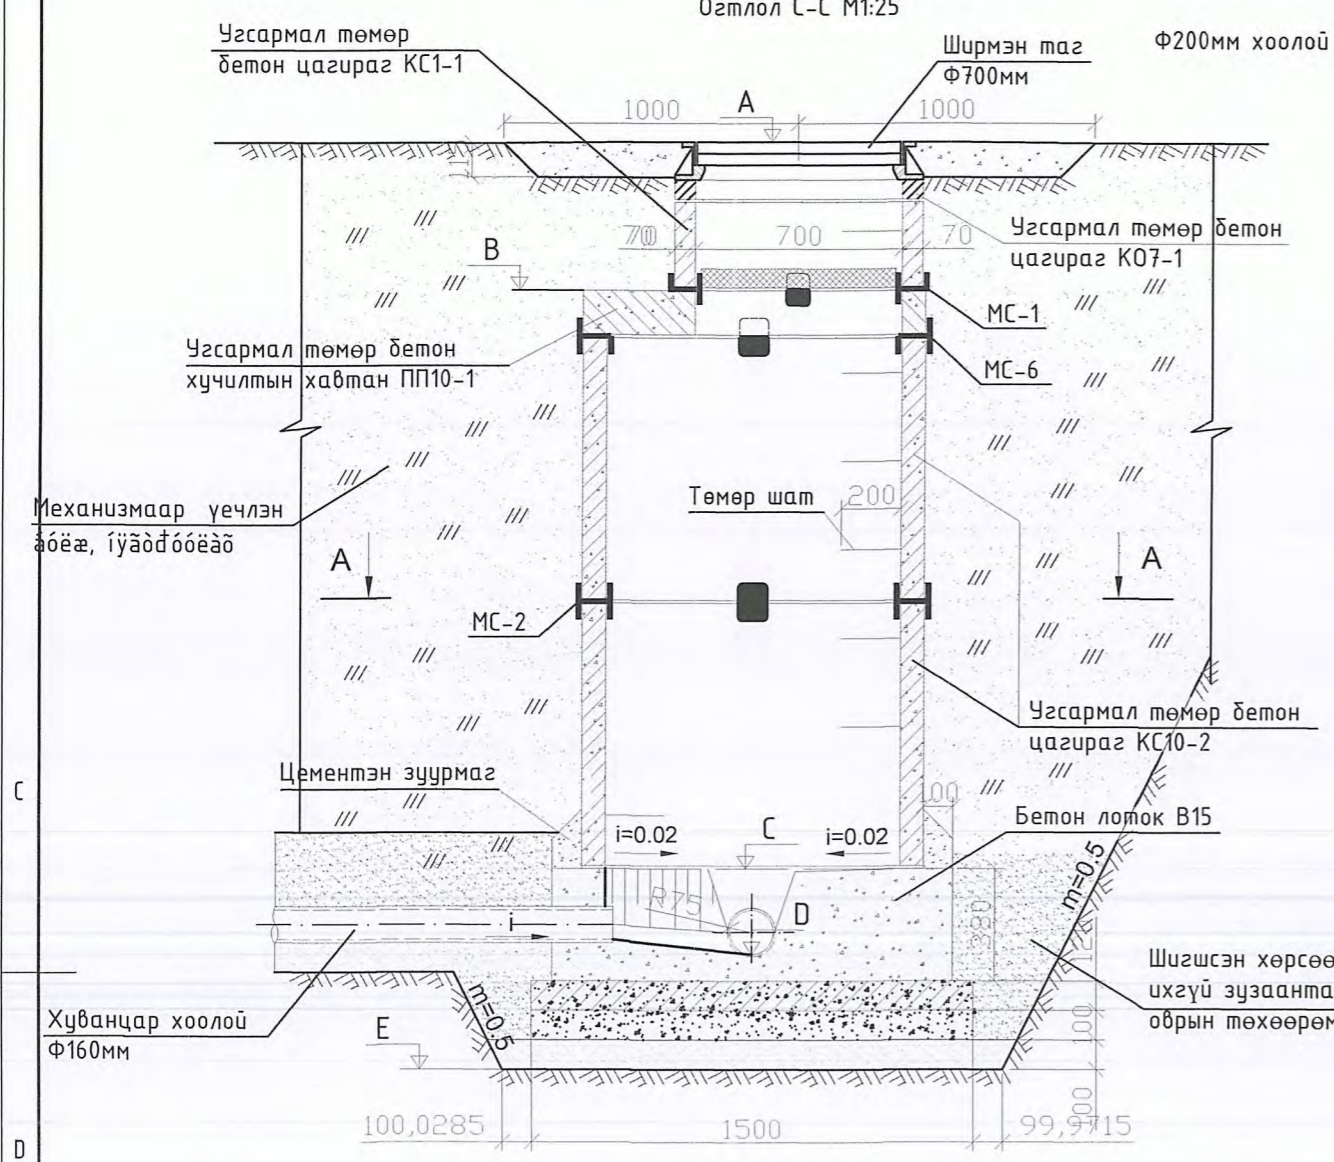 Огтлол С-С М1:25
Угсармал төмөр
бетон цагираг КС1-1
Ширмэн таг
Ф700мм
Ф200мм хоолой
1000
A
1000
70
700
70
Угсармал төмөр бетон
цагираг КО7-1
B
МС-1
Угсармал төмөр бетон
хучилтын хавтан ПП10-1
МС-6
Төмөр шат
200
Механизмаар үечлэн
A
A
МС-2
Угсармал төмөр бетон
цагираг КС10-2
Цементэн зуурмаг
C
100
Бетон лоток В15
i=0.02
C
i=0.02
m=0.5
R75
D
i
380
Шигшсэн хөрсөө
ихгүй зузаанта
оврын төхөөрөм
Хуванцар хоолой
Ф160мм
m=0.5
E
100
100,0285
1500
99,9715
D